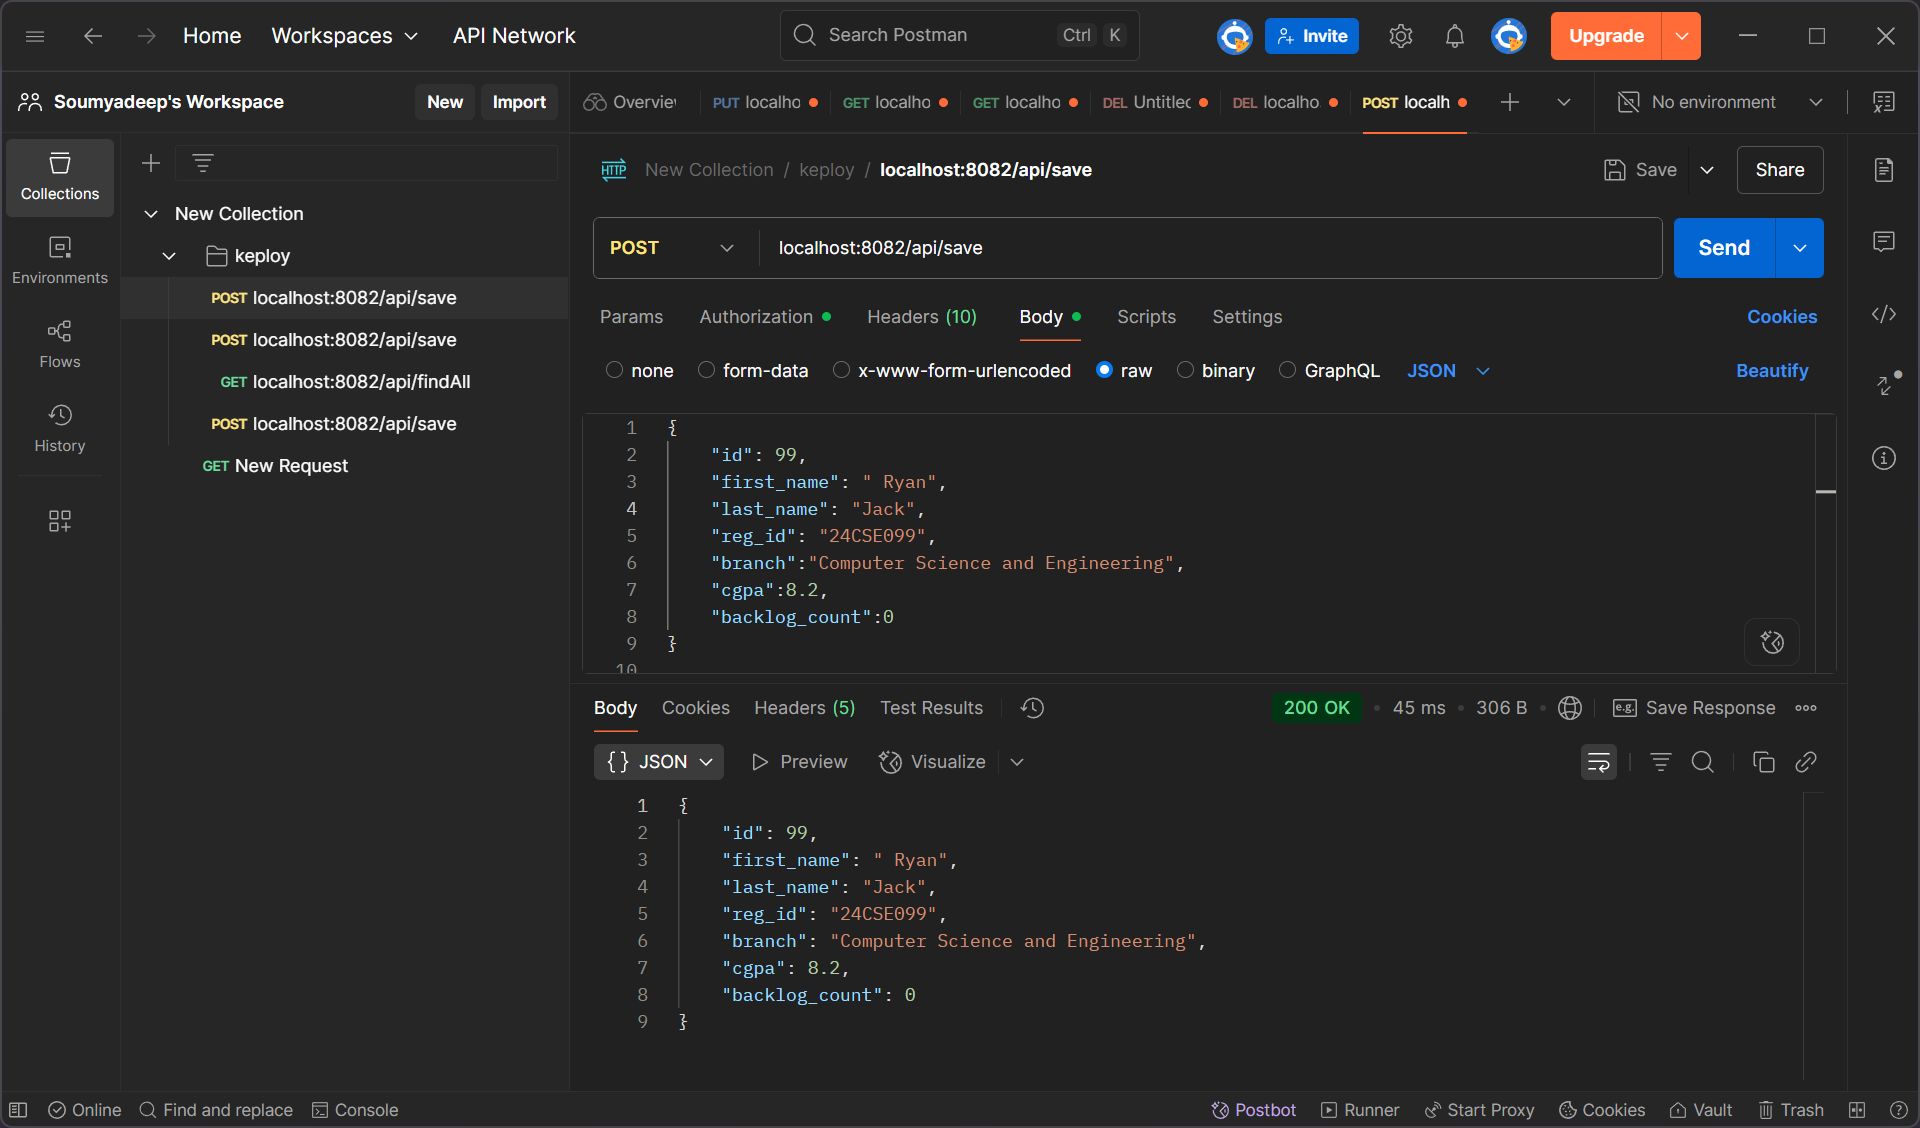 Home Workspaces API Network Search Postman Ctrl K Invite Upgrade
Soumyadeep's Workspace New Import
Overview PUT localho GET localho GET localho DEL Untitled DEL localho. POST localh No environment
Collections
Environments
Flows
History
New Collection
keploy
POST localhost:8082/api/save
POST localhost:8082/api/save
GET localhost:8082/api/findAll
POST localhost:8082/api/save
GET New Request
HTTP New Collection / keploy / localhost:8082/api/save Save Share
POST localhost:8082/api/save Send
Params Authorization Headers (10) Body Scripts Settings Cookies
none form-data x-www-form-urlencoded raw binary GraphQL JSON Beautify
1 {
2 "id": 99,
3 "first_name": " Ryan",
4 "last_name": "Jack",
5 "reg_id": "24CSE099",
6 "branch":"Computer Science and Engineering",
7 "cgpa":8.2,
8 "backlog_count":0
9 }
10
Body Cookies Headers (5) Test Results 200 OK • 45 ms • 306 B • e.g. Save Response
{} JSON Preview Visualize
1 {
2 "id": 99,
3 "first_name": " Ryan",
4 "last_name": "Jack",
5 "reg_id": "24CSE099",
6 "branch": "Computer Science and Engineering",
7 "cgpa": 8.2,
8 "backlog_count": 0
9 }
Online Find and replace Console Postbot Runner Start Proxy Cookies Vault Trash